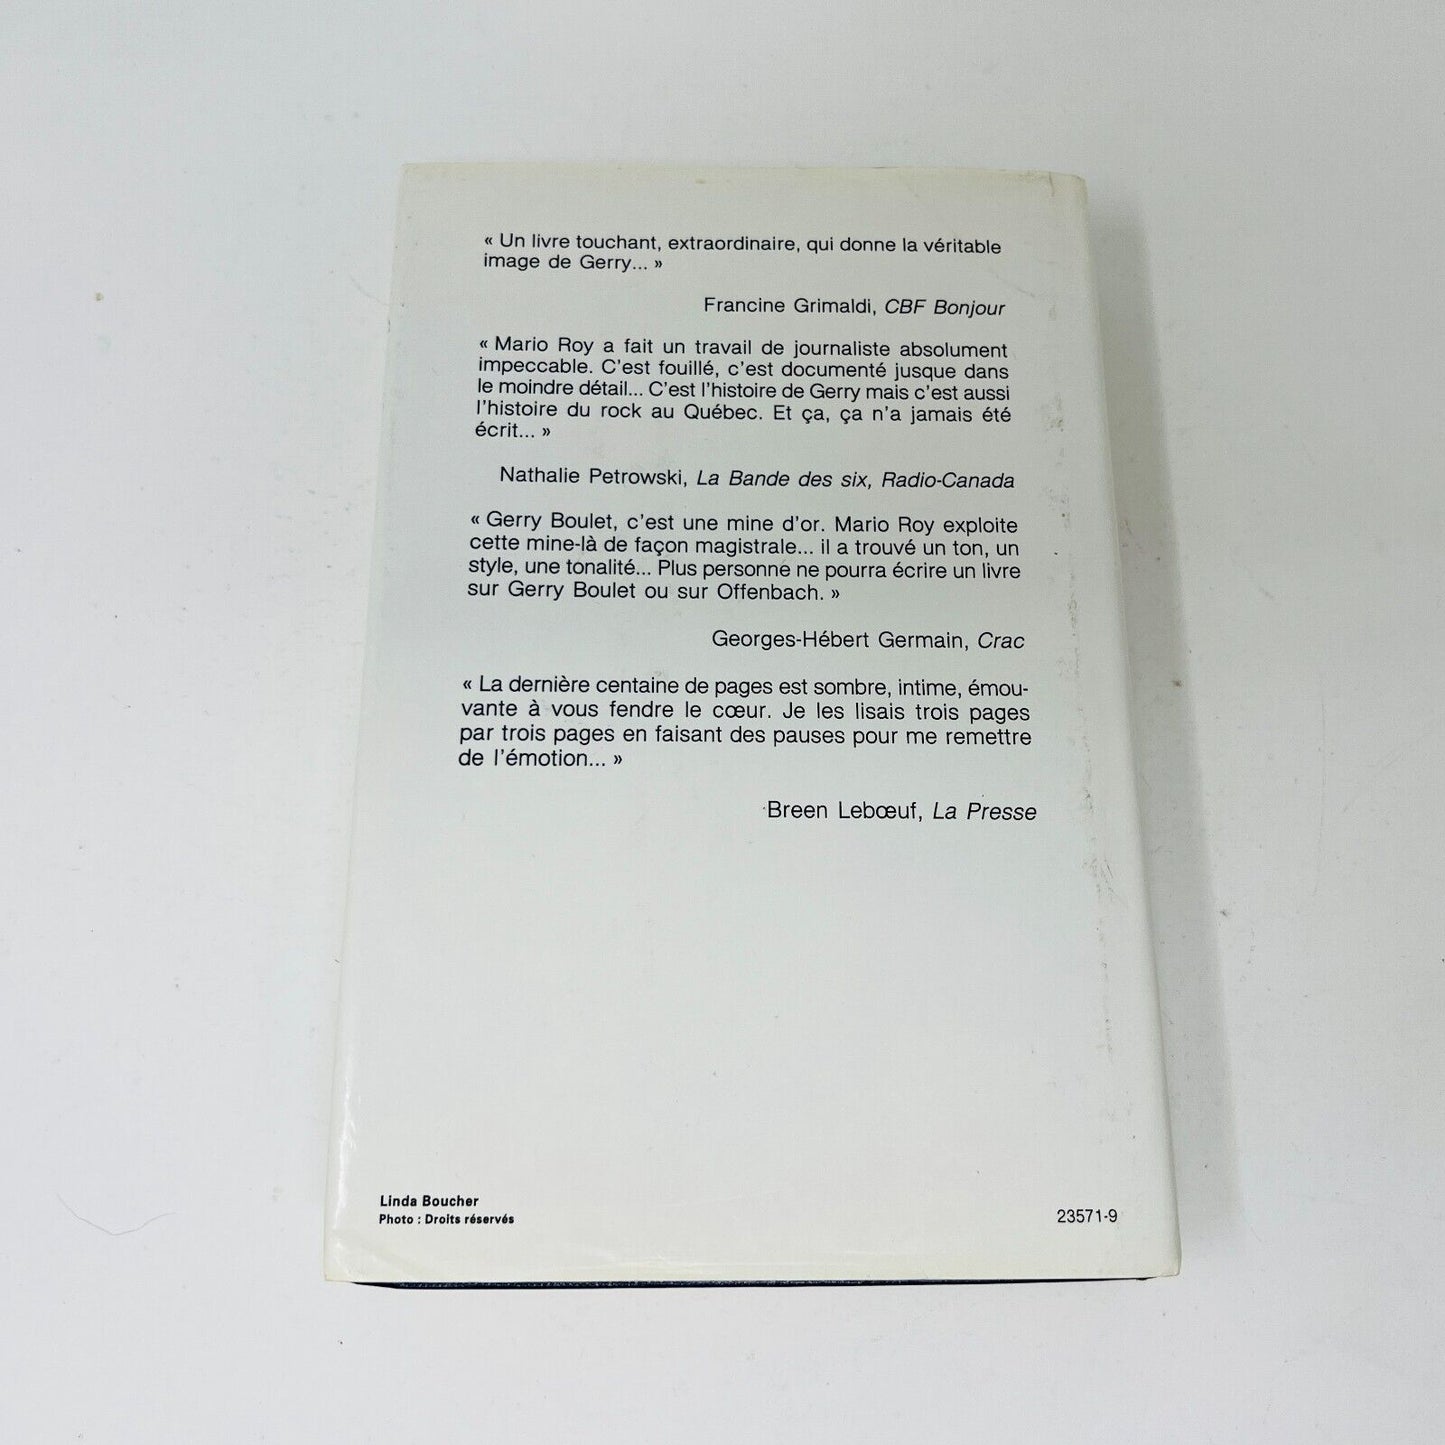 « Un livre touchant, extraordinaire, qui donne la véritable
image de Gerry... »
Francine Grimaldi, CBF Bonjour
« Mario Roy a fait un travail de journaliste absolument
impeccable. C'est fouillé, c'est documenté jusque dans
le moindre détail... C'est l'histoire de Gerry mais c'est aussi
l'histoire du rock au Québec. Et ça, ça n'a jamais été
écrit... »
Nathalie Petrowski, La Bande des six, Radio-Canada
« Gerry Boulet, c'est une mine d'or. Mario Roy exploite
cette mine-là de façon magistrale... il a trouvé un ton, un
style, une tonalité... Plus personne ne pourra écrire un livre
sur Gerry Boulet ou sur Offenbach. »
Georges-Hébert Germain, Crac
« La dernière centaine de pages est sombre, intime, émou-
vante à vous fendre le cœur. Je les lisais trois pages
par trois pages en faisant des pauses pour me remettre
de l'émotion... »
Breen Lebœuf, La Presse
Linda Boucher
Photo : Droits réservés
23571-9